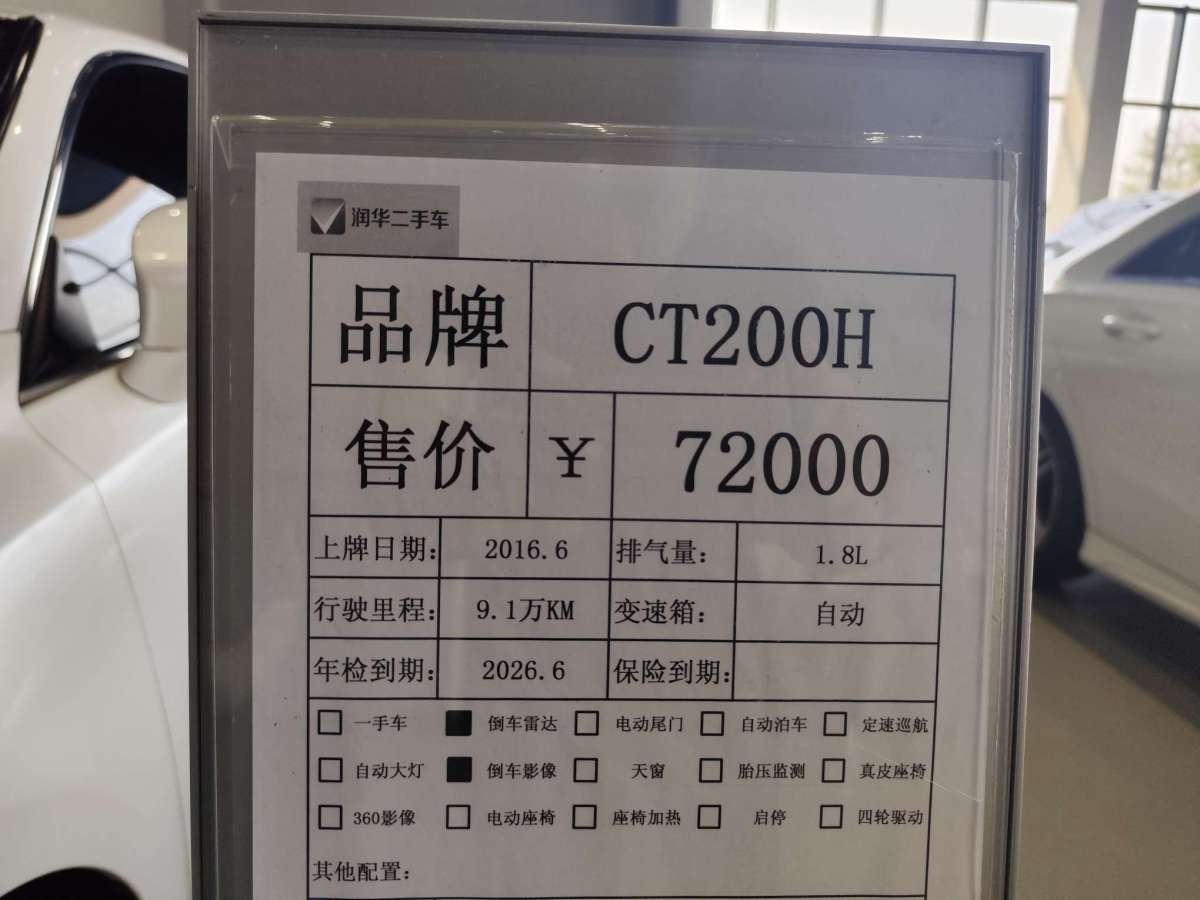 润华二手车
品牌 CT200H
售价 ¥ 72000
上牌日期: 2016.6 排气量: 1.8L
行驶里程: 9.1万KM 变速箱: 自动
年检到期: 2026.6 保险到期:
□ 一手车 ■ 倒车雷达 □ 电动尾门 □ 自动泊车 □ 定速巡航
□ 自动大灯 ■ 倒车影像 □ 天窗 □ 胎压监测 □ 真皮座椅
□ 360影像 □ 电动座椅 □ 座椅加热 □ 启停 □ 四轮驱动
其他配置: